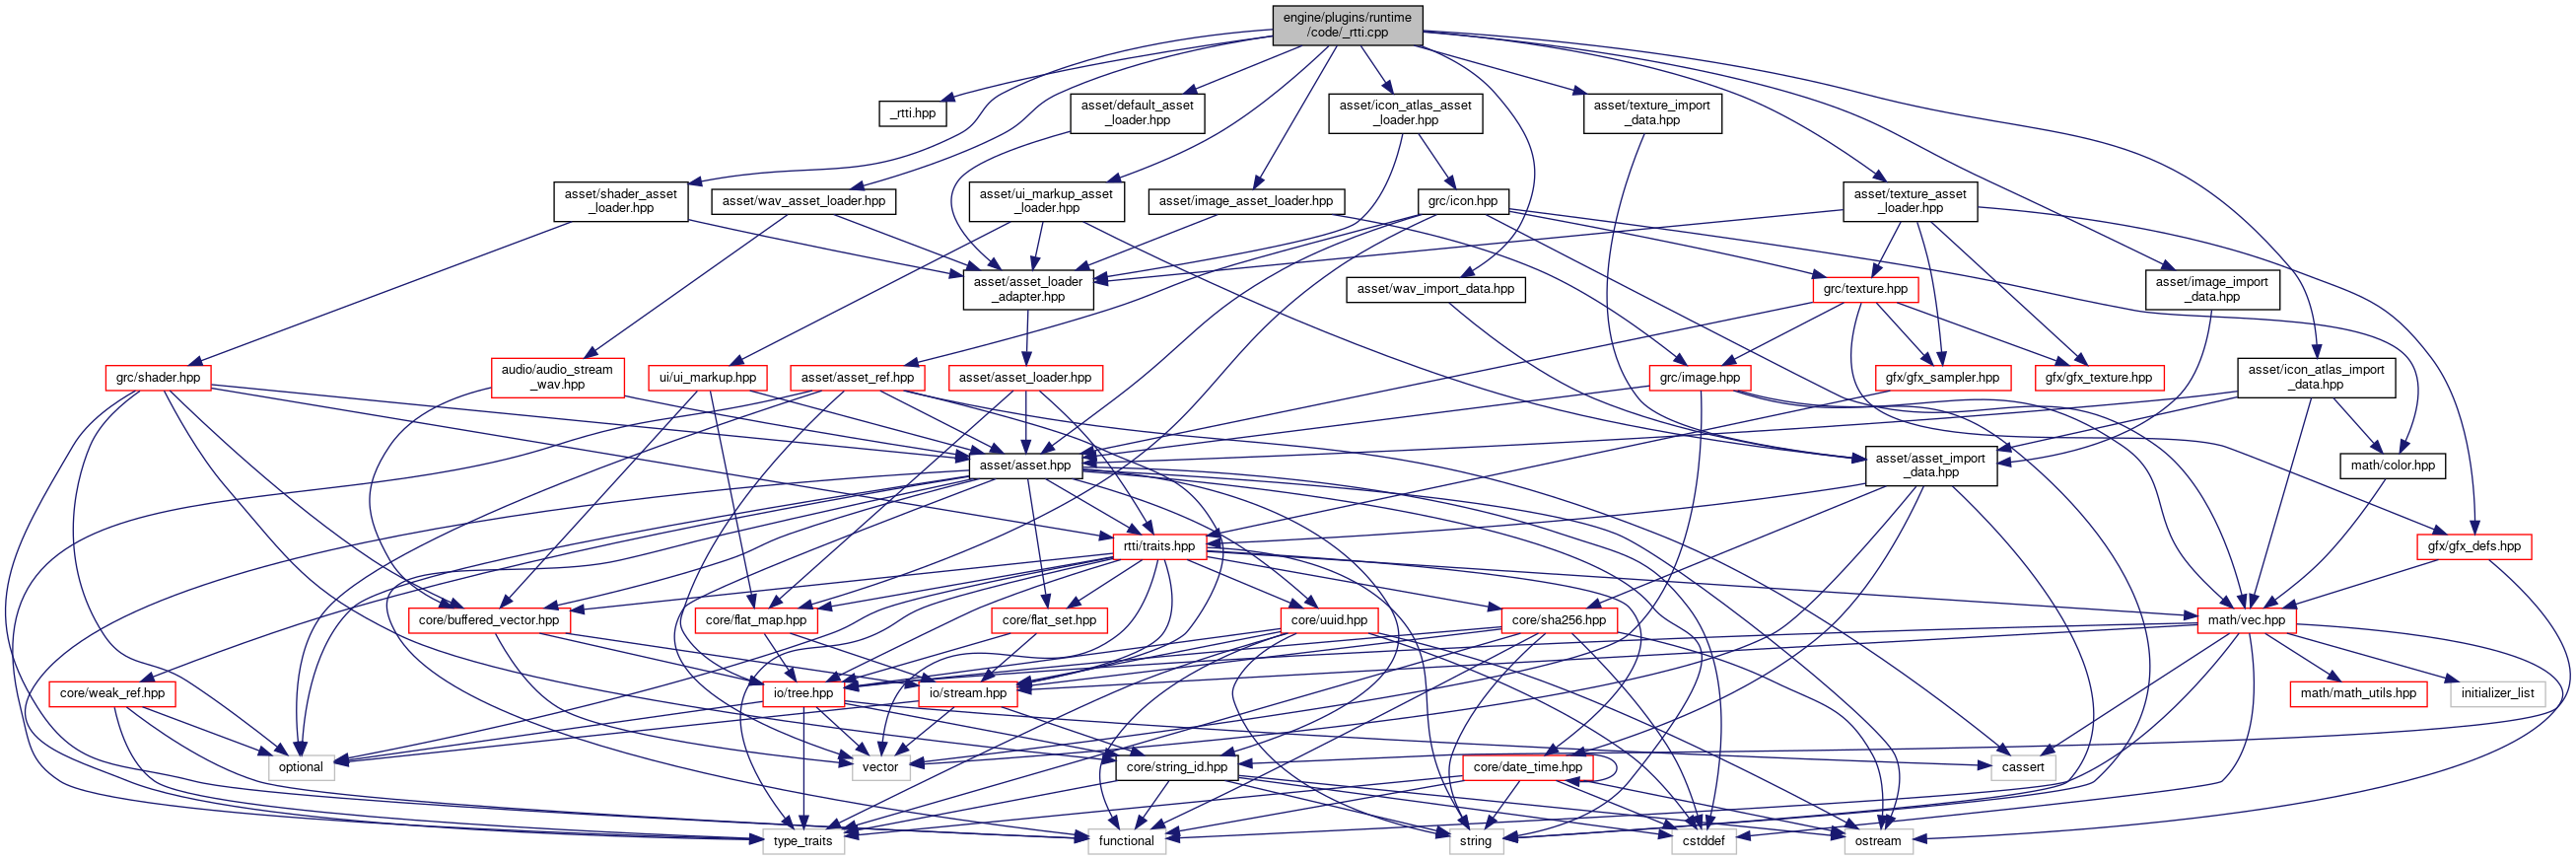 engine/plugins/runtime
/code/_rtti.cpp
_rtti.hpp
asset/default_asset
_loader.hpp
asset/icon_atlas_asset
_loader.hpp
asset/texture_import
_data.hpp
asset/shader_asset
_loader.hpp
asset/wav_asset_loader.hpp
asset/ui_markup_asset
_loader.hpp
asset/image_asset_loader.hpp
grc/icon.hpp
asset/texture_asset
_loader.hpp
asset/asset_loader
_adapter.hpp
asset/wav_import_data.hpp
grc/texture.hpp
asset/image_import
_data.hpp
grc/shader.hpp
audio/audio_stream
_wav.hpp
ui/ui_markup.hpp
asset/asset_ref.hpp
asset/asset_loader.hpp
grc/image.hpp
gfx/gfx_sampler.hpp
gfx/gfx_texture.hpp
asset/icon_atlas_import
_data.hpp
asset/asset.hpp
asset/asset_import
_data.hpp
math/color.hpp
rtti/traits.hpp
gfx/gfx_defs.hpp
core/buffered_vector.hpp
core/flat_map.hpp
core/flat_set.hpp
core/uuid.hpp
core/sha256.hpp
math/vec.hpp
core/weak_ref.hpp
io/tree.hpp
io/stream.hpp
math/math_utils.hpp
initializer_list
optional
vector
core/string_id.hpp
core/date_time.hpp
cassert
type_traits
functional
string
cstddef
ostream